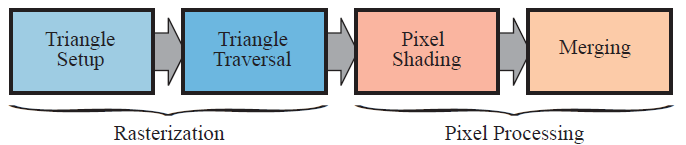 Triangle
Setup
Triangle
Traversal
Pixel
Shading
Merging
Rasterization
Pixel Processing